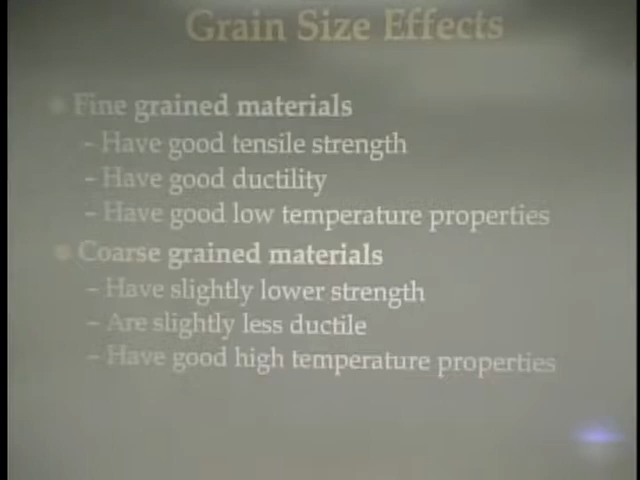 Grain Size Effects
Fine grained materials
- Have good tensile strength
- Have good ductility
- Have good low temperature properties
Coarse grained materials
- Have slightly lower strength
- Are slightly less ductile
- Have good high temperature properties